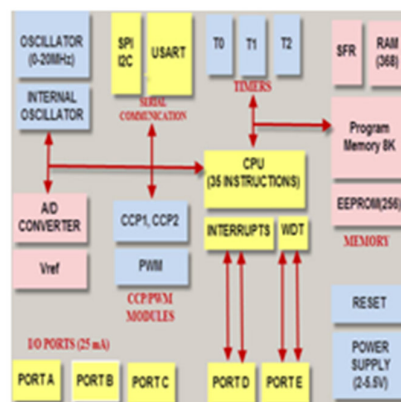 OSCILLATOR
(0-20MHz)
SPI
I2C
USART
T0
T1
T2
SFR
RAM
(368)
INTERNAL
OSCILLATOR
SERIAL
COMMUNICATION
TIMERS
Program
Memory 8K
CPU
(35 INSTRUCTIONS)
A/D
CONVERTER
CCP1, CCP2
INTERRUPTS
WDT
EEPROM(256)
MEMORY
Vref
PWM
CCP/PWM
MODULES
RESET
I/O PORTS (25 mA)
POWER
SUPPLY
(2-5.5V)
PORT A
PORT B
PORT C
PORT D
PORT E